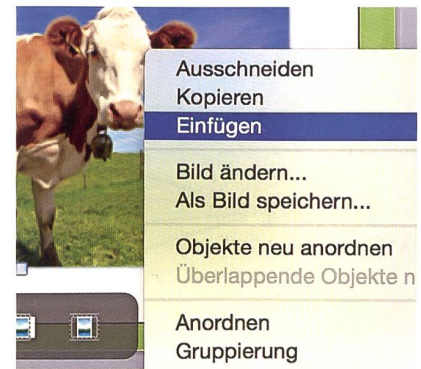 Ausschneiden
Kopieren
Einfügen
Bild ändern...
Als Bild speichern...
Objekte neu anordnen
Überlappende Objekte n
Anordnen
Gruppierung